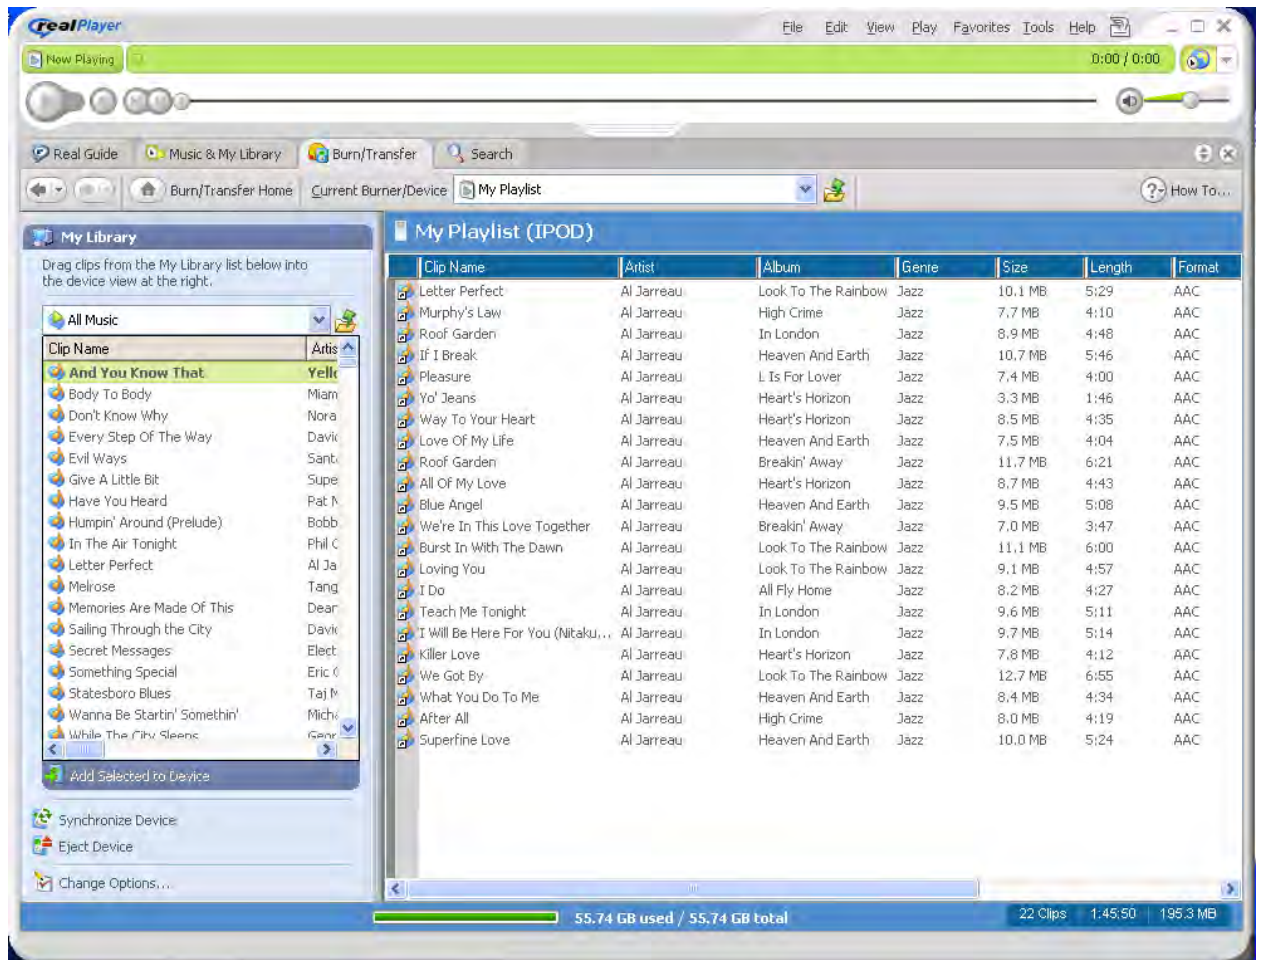 realPlayer File Edit View Play Favorites Tools Help
Now Playing 0:00 / 0:00
Real Guide Music & My Library Burn/Transfer Search
Burn/Transfer Home Current Burner/Device My Playlist How To...
My Library
Drag clips from the My Library list below into
the device view at the right.
All Music
Clip Name Artis
And You Know That Yello
Body To Body Miam
Don't Know Why Nora
Every Step Of The Way David
Evil Ways Sant
Give A Little Bit Supe
Have You Heard Pat
Humpin' Around (Prelude) Bobb
In The Air Tonight Phil
Letter Perfect Al Ja
Melrose Tang
Memories Are Made Of This Dean
Sailing Through the City David
Secret Messages Elect
Something Special Eric
Statesboro Blues Taj
Wanna Be Startin' Somethin' Micha
While The City Sleeps Geor
Add Selected to Device
Synchronize Device
Eject Device
Change Options...
My Playlist (IPOD)
Clip Name Artist Album Genre Size Length Format
Letter Perfect Al Jarreau Look To The Rainbow Jazz 10.1 MB 5:29 AAC
Murphy's Law Al Jarreau High Crime Jazz 7.7 MB 4:10 AAC
Roof Garden Al Jarreau In London Jazz 8.9 MB 4:48 AAC
If I Break Al Jarreau Heaven And Earth Jazz 10.7 MB 5:46 AAC
Pleasure Al Jarreau L Is For Lover Jazz 7.4 MB 4:00 AAC
Yo' Jeans Al Jarreau Heart's Horizon Jazz 3.3 MB 1:46 AAC
Way To Your Heart Al Jarreau Heart's Horizon Jazz 8.5 MB 4:35 AAC
Love Of My Life Al Jarreau Heaven And Earth Jazz 7.5 MB 4:04 AAC
Roof Garden Al Jarreau Breakin' Away Jazz 11.7 MB 6:21 AAC
All Of My Love Al Jarreau Heart's Horizon Jazz 8.7 MB 4:43 AAC
Blue Angel Al Jarreau Heaven And Earth Jazz 9.5 MB 5:08 AAC
We're In This Love Together Al Jarreau Breakin' Away Jazz 7.0 MB 3:47 AAC
Burst In With The Dawn Al Jarreau Look To The Rainbow Jazz 11.1 MB 6:00 AAC
Loving You Al Jarreau Look To The Rainbow Jazz 9.1 MB 4:57 AAC
I Do Al Jarreau All Fly Home Jazz 8.2 MB 4:27 AAC
Teach Me Tonight Al Jarreau In London Jazz 9.6 MB 5:11 AAC
I Will Be Here For You (Nitaku... Al Jarreau In London Jazz 9.7 MB 5:14 AAC
Killer Love Al Jarreau Heart's Horizon Jazz 7.8 MB 4:12 AAC
We Got By Al Jarreau Look To The Rainbow Jazz 12.7 MB 6:55 AAC
What You Do To Me Al Jarreau Heaven And Earth Jazz 8.4 MB 4:34 AAC
After All Al Jarreau High Crime Jazz 8.0 MB 4:19 AAC
Superfine Love Al Jarreau Heaven And Earth Jazz 10.0 MB 5:24 AAC
55.74 GB used / 55.74 GB total 22 Clips 1:45:50 195.3 MB